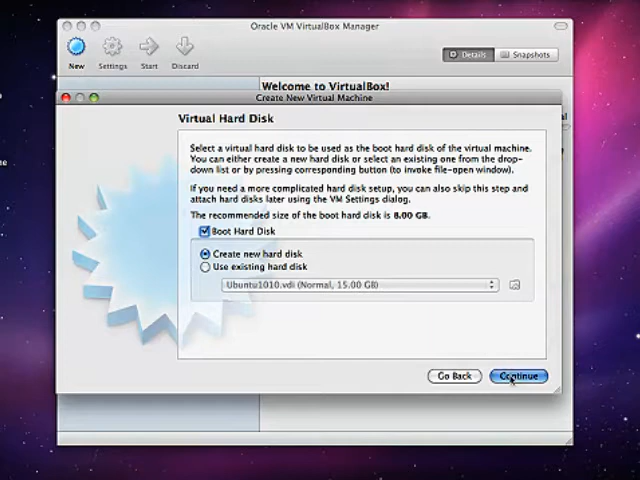 Oracle VM VirtualBox Manager
New Settings Start Discard
Details Snapshots
Welcome to VirtualBox!
Create New Virtual Machine
Virtual Hard Disk
Select a virtual hard disk to be used as the boot hard disk of the virtual machine.
You can either create a new hard disk or select an existing one from the drop-
down list or by pressing corresponding button (to invoke file-open window).
If you need a more complicated hard disk setup, you can also skip this step and
attach hard disks later using the VM Settings dialog.
The recommended size of the boot hard disk is 8.00 GB.
Boot Hard Disk
Create new hard disk
Use existing hard disk
Ubuntu1010.vdi (Normal, 15.00 GB)
Go Back Continue